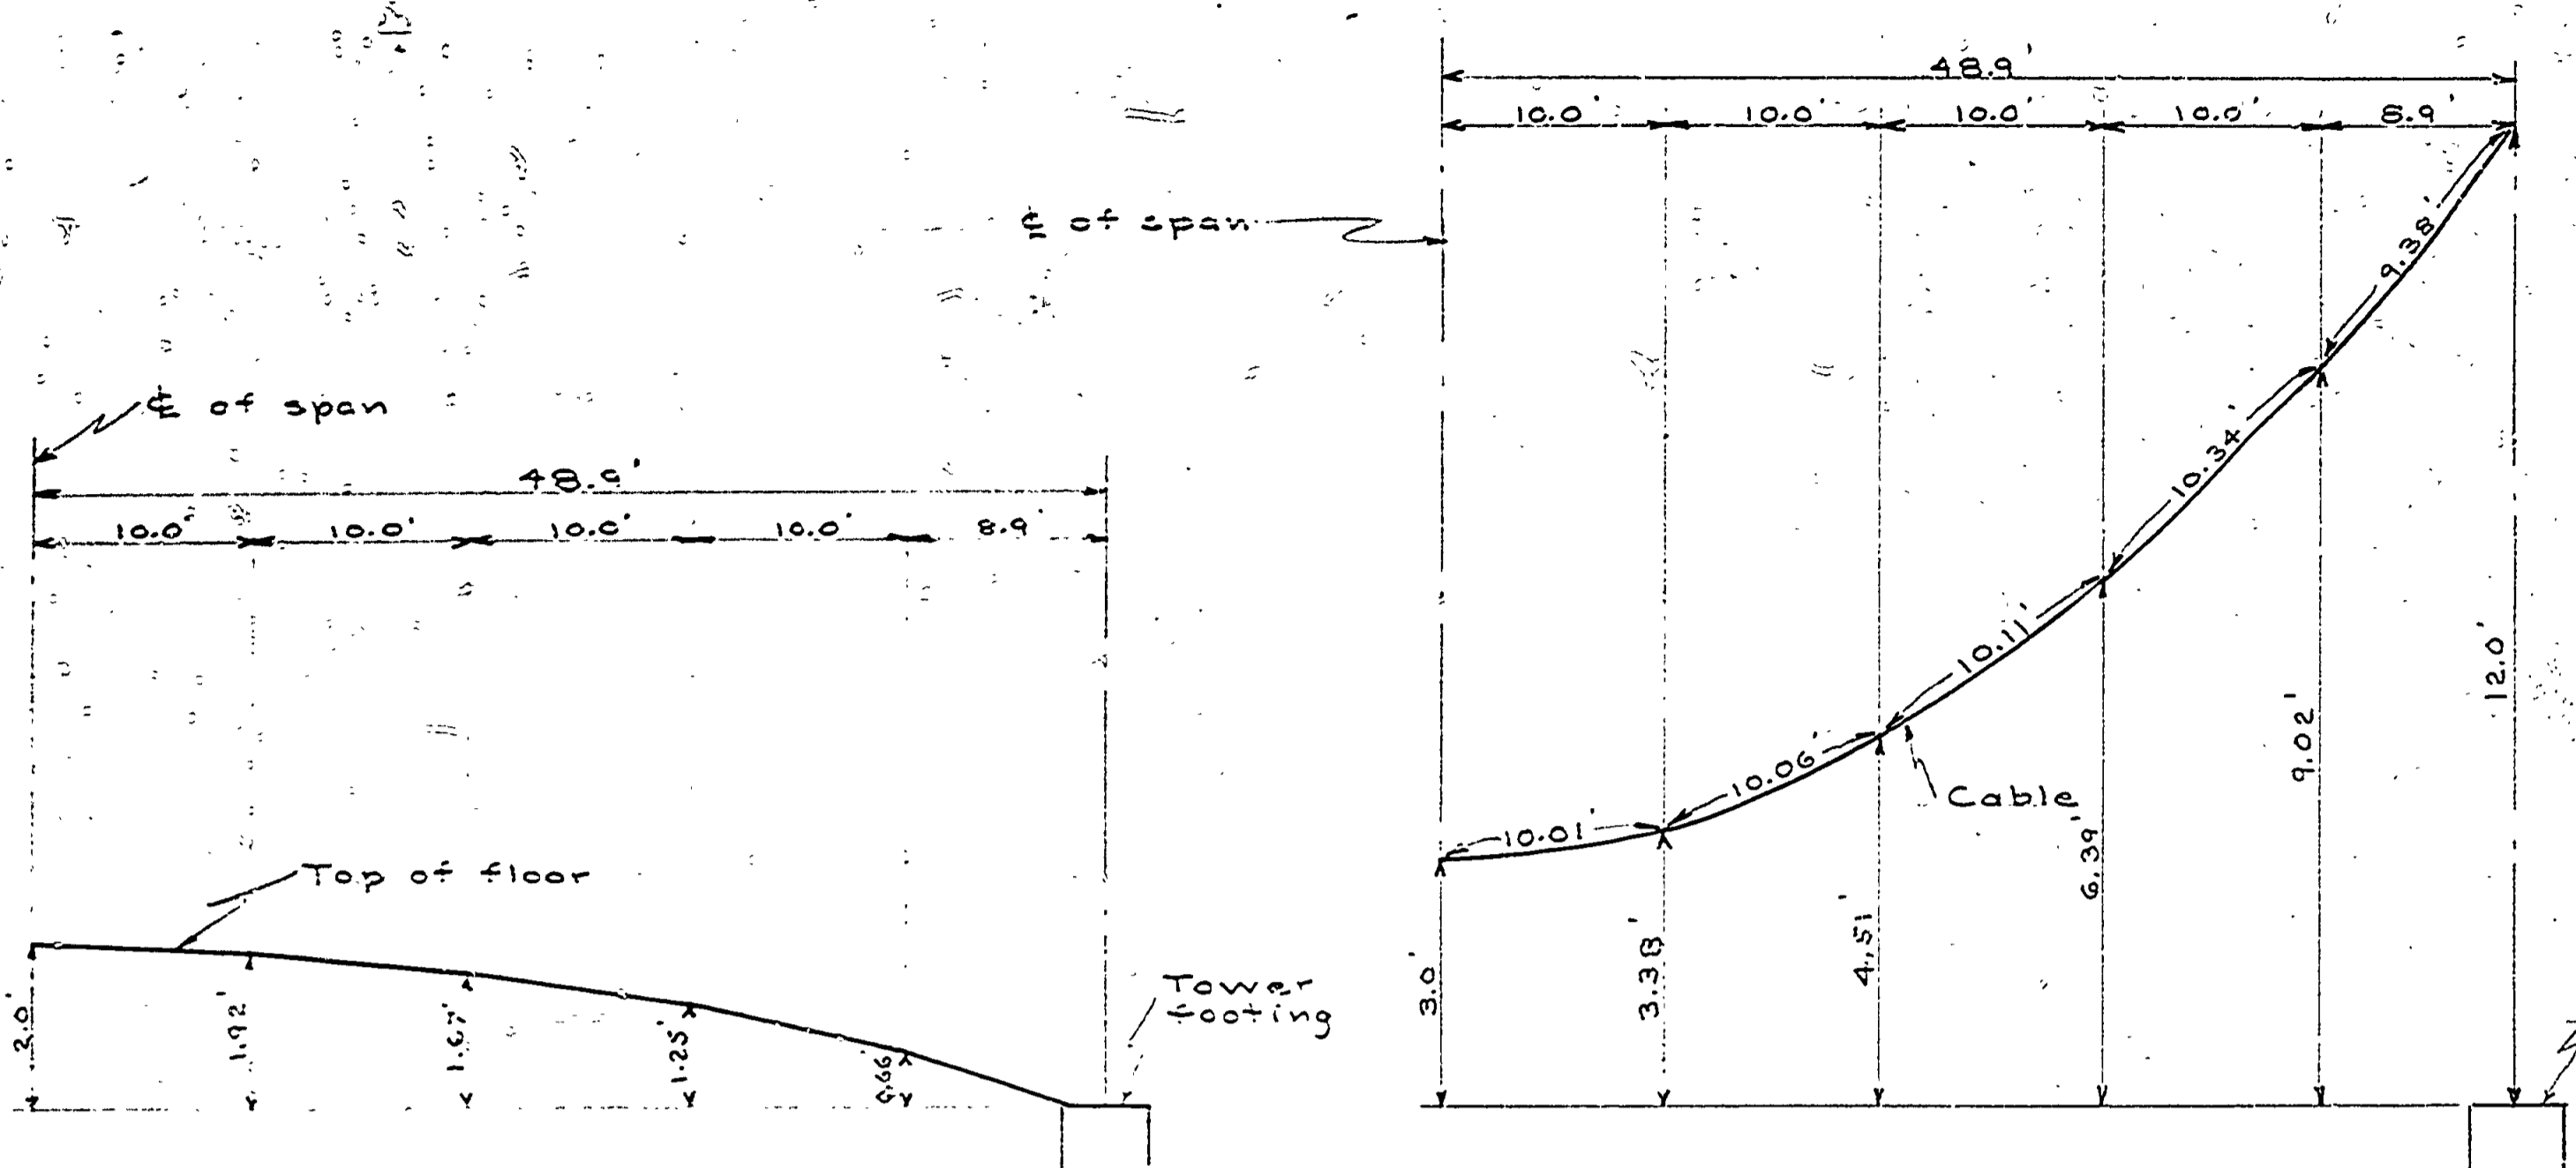 ℄ of span
48.9'
10.0' 10.0' 10.0' 10.0' 8.9'
Top of floor
2.0'
1.92'
1.67'
1.25'
0.66'
Tower
footing
48.9'
10.0' 10.0' 10.0' 10.0' 8.9'
℄ of span
9.38'
10.34'
10.11'
10.06'
10.01'
Cable
3.0'
3.38'
4.51'
6.39'
9.02'
12.0'